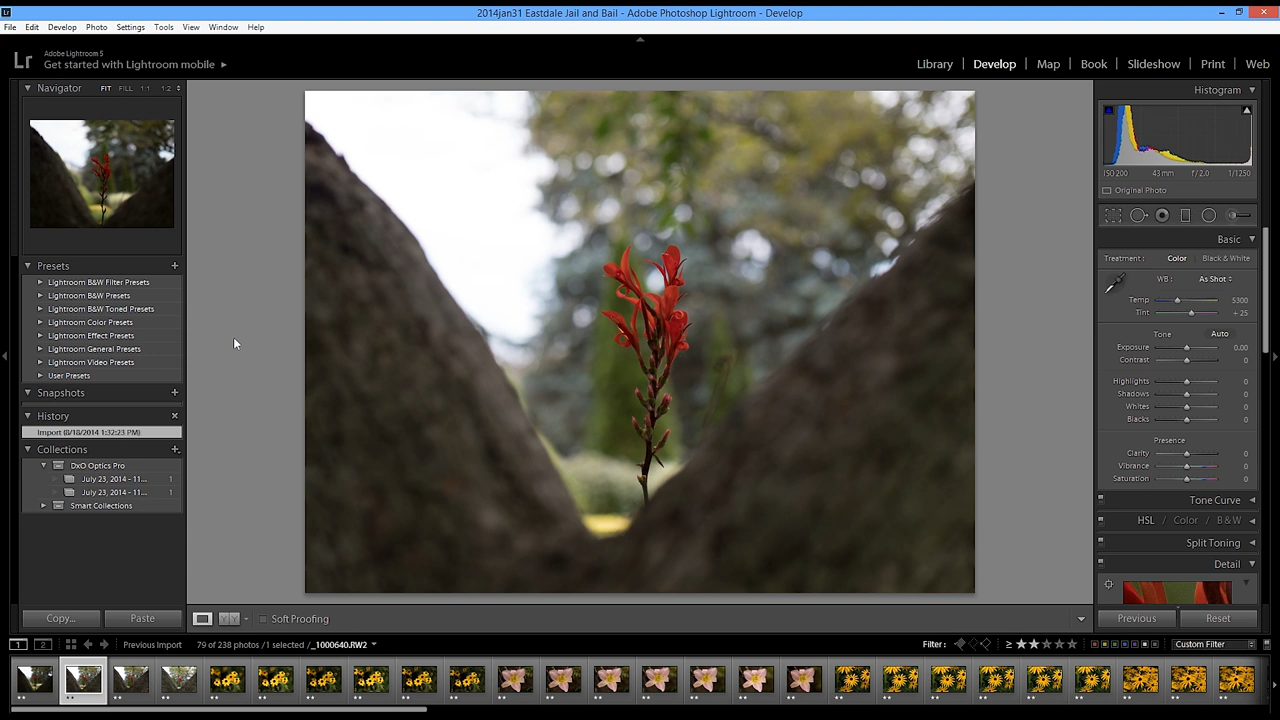 2014jan31 Eastdale Jail and Bail - Adobe Photoshop Lightroom - Develop
File Edit Develop Photo Settings Tools View Window Help
Lr
Adobe Lightroom 5
Get started with Lightroom mobile
Library | Develop | Map | Book | Slideshow | Print | Web
Navigator FIT FILL 1:1 1:2
Presets
Lightroom B&W Filter Presets
Lightroom B&W Presets
Lightroom B&W Toned Presets
Lightroom Color Presets
Lightroom Effect Presets
Lightroom General Presets
Lightroom Video Presets
User Presets
Snapshots
History
Import (8/18/2014 1:32:23 PM)
Collections
DxO Optics Pro
July 23, 2014 - 11... 1
July 23, 2014 - 11... 1
Smart Collections
Copy... Paste
Soft Proofing
Histogram
ISO 200 43 mm f / 2.0 1/1250
Original Photo
Basic
Treatment : Color Black & White
WB : As Shot
Temp 5300
Tint + 25
Tone Auto
Exposure 0.00
Contrast 0
Highlights 0
Shadows 0
Whites 0
Blacks 0
Presence
Clarity 0
Vibrance 0
Saturation 0
Tone Curve
HSL / Color / B & W
Split Toning
Detail
Previous Reset
1 2 Previous Import 79 of 238 photos / 1 selected / _1000640.RW2 Filter : ≥ Custom Filter